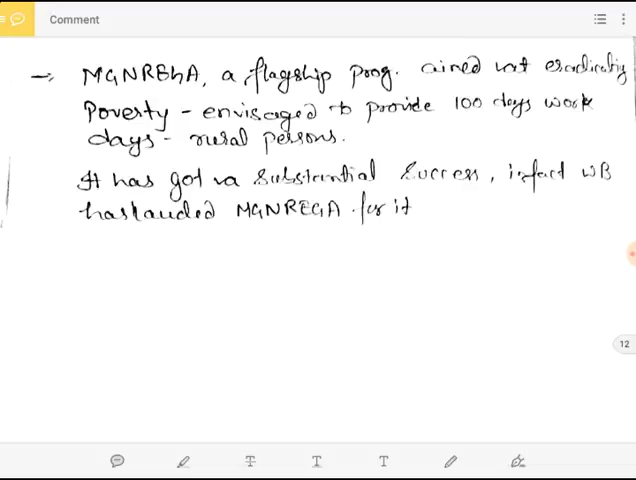 Comment
→ MGNREGA, a flagship prog. aimed at eradicating
Poverty - envisaged to provide 100 days work
days - rural persons.
It has got a substantial success, infact WB
has lauded MGNREGA for it
12